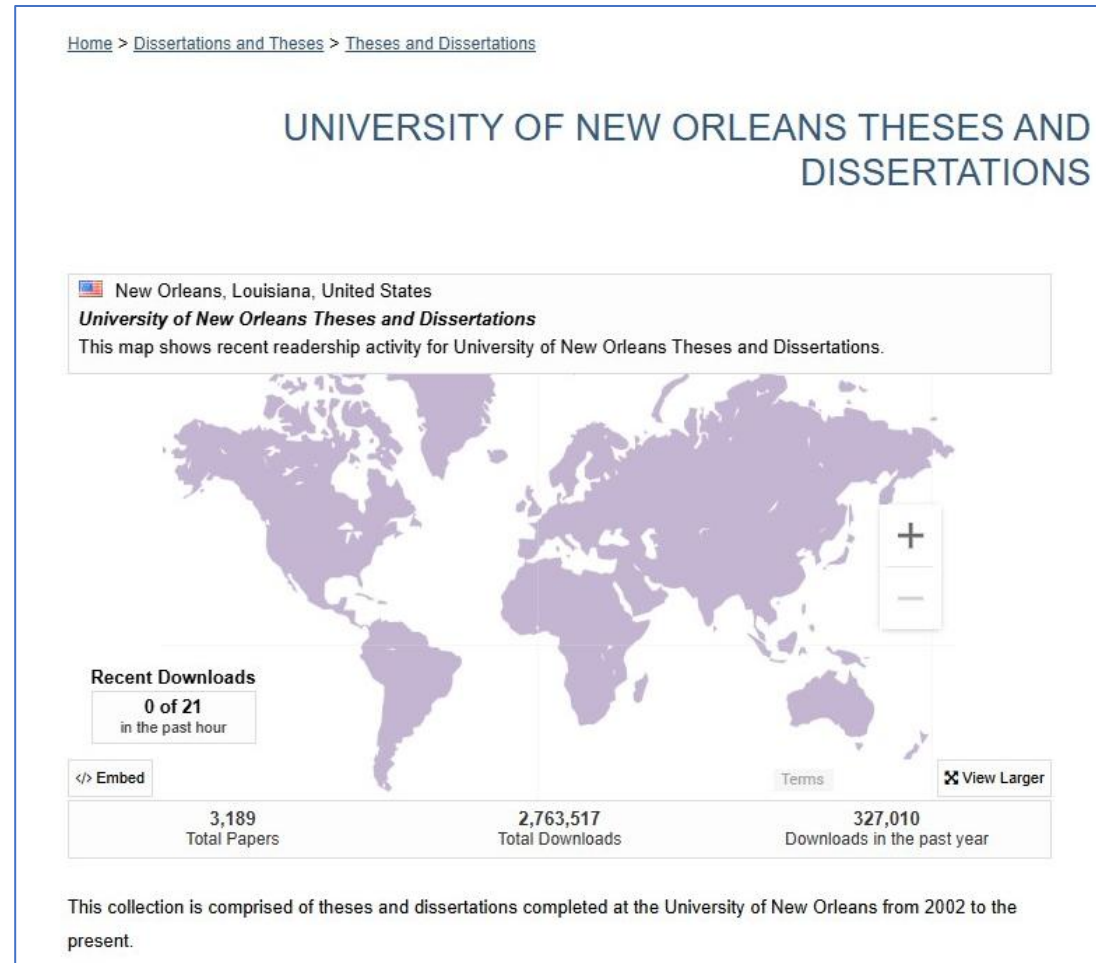 Home > Dissertations and Theses > Theses and Dissertations
UNIVERSITY OF NEW ORLEANS THESES AND
DISSERTATIONS
New Orleans, Louisiana, United States
University of New Orleans Theses and Dissertations
This map shows recent readership activity for University of New Orleans Theses and Dissertations.
+
−
Recent Downloads
0 of 21
in the past hour
</> Embed
Terms
View Larger
3,189 2,763,517 327,010
Total Papers Total Downloads Downloads in the past year
This collection is comprised of theses and dissertations completed at the University of New Orleans from 2002 to the
present.